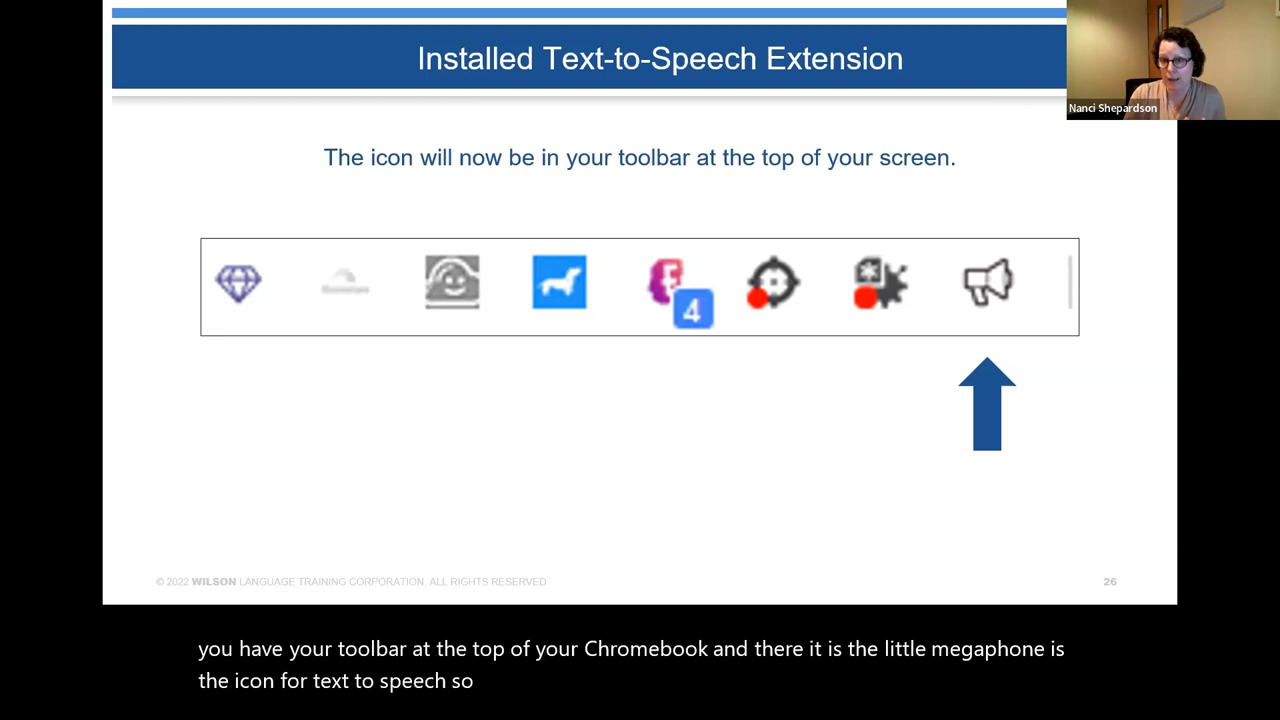 Installed Text-to-Speech Extension
Nanci Shepardson
The icon will now be in your toolbar at the top of your screen.
4
© 2022 WILSON LANGUAGE TRAINING CORPORATION. ALL RIGHTS RESERVED
26
you have your toolbar at the top of your Chromebook and there it is the little megaphone is
the icon for text to speech so